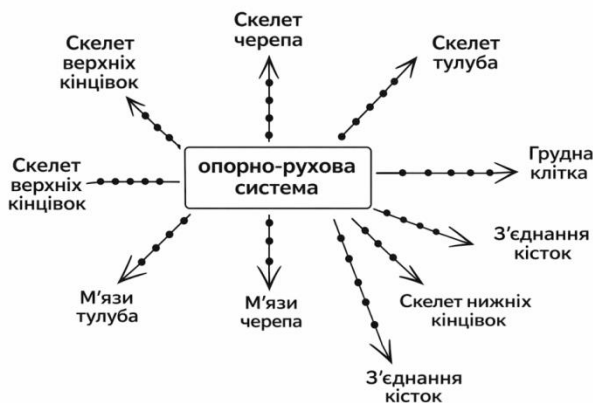 Скелет
черепа
Скелет
верхніх
кінцівок
Скелет
тулуба
опорно-рухова
система
Грудна
клітка
Скелет
верхніх
кінцівок
З’єднання
кісток
М’язи
тулуба
М’язи
черепа
Скелет нижніх
кінцівок
З’єднання
кісток